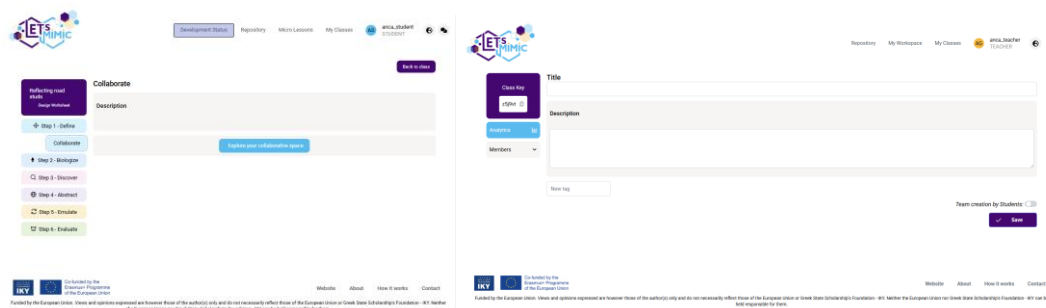 LETS MIMIC
Development Status Repository Micro Lessons My Classes AS anca_student
STUDENT
Back to class
Reflecting road studs
Design Worksheet
Step 1 - Define
Collaborate
Step 2 - Biologize
Step 3 - Discover
Step 4 - Abstract
Step 5 - Emulate
Step 6 - Evaluate
Collaborate
Description
Explore your collaborative space
IKY
Co-funded by the
Erasmus+ Programme
of the European Union
Website About How it works Contact
Funded by the European Union. Views and opinions expressed are however those of the author(s) only and do not necessarily reflect those of the European Union or Greek State Scholarship's Foundation - IKY. Neither
LETS MIMIC
Repository My Workspace My Classes AG anca_teacher
TEACHER
Class Key
Analytics
Members
Title
Description
New tag
Team creation by Students:
Save
IKY
Co-funded by the
Erasmus+ Programme
of the European Union
Website About How it works Contact
Funded by the European Union. Views and opinions expressed are however those of the author(s) only and do not necessarily reflect those of the European Union or Greek State Scholarship's Foundation - IKY. Neither the European Union nor Greek State Scholarship's Foundation - IKY can be
held responsible for them.